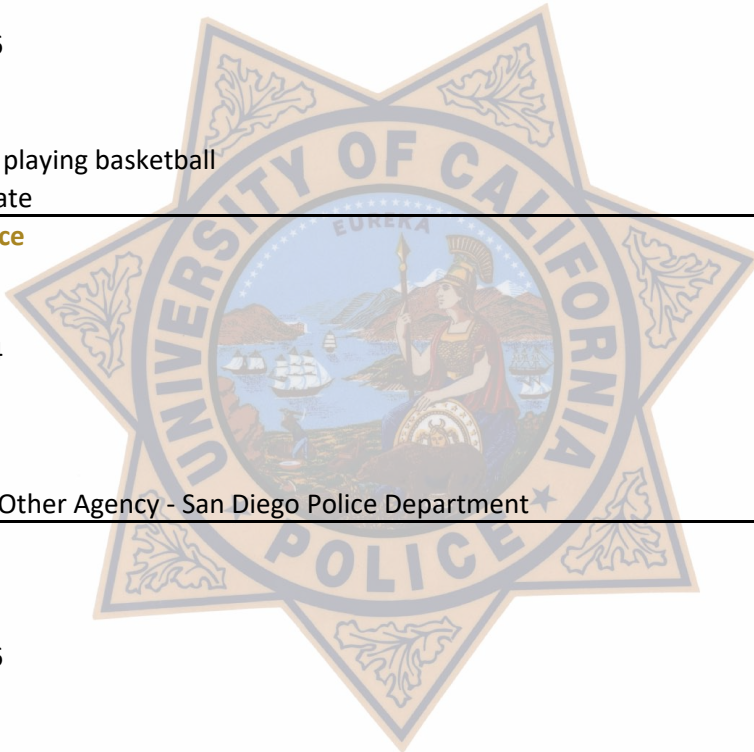 playing basketball
ate
ce
Other Agency - San Diego Police Department
UNIVERSITY OF CALIFORNIA
EUREKA
POLICE